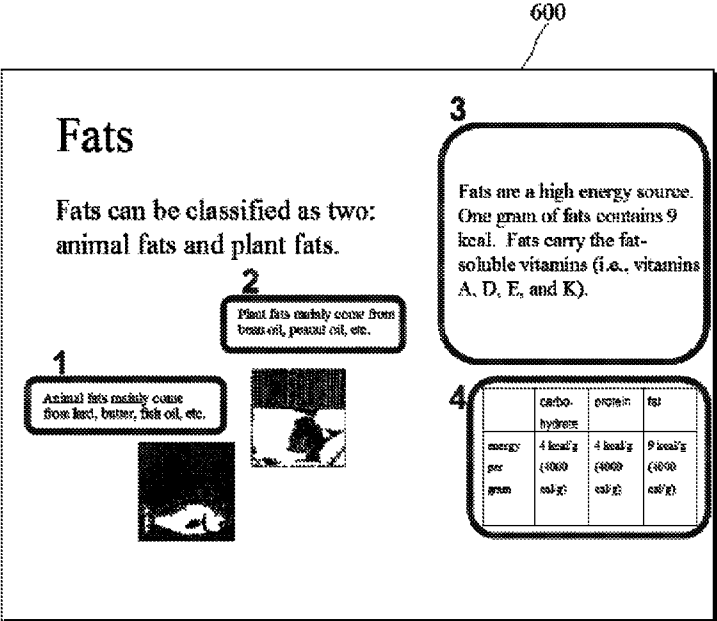 600
Fats
Fats can be classified as two:
animal fats and plant fats.
1
Animal fats mainly come
from lard, butter, fish oil, etc.
2
Plant fats mainly come from
bean oil, peanut oil, etc.
3
Fats are a high energy source.
One gram of fats contains 9
kcal. Fats carry the fat-
soluble vitamins (i.e., vitamins
A, D, E, and K).
4
carbo- protein fat
hydrate
energy 4 kcal/g 4 kcal/g 9 kcal/g
per (4000 (4000 (4000
gram cal/g) cal/g) cal/g)